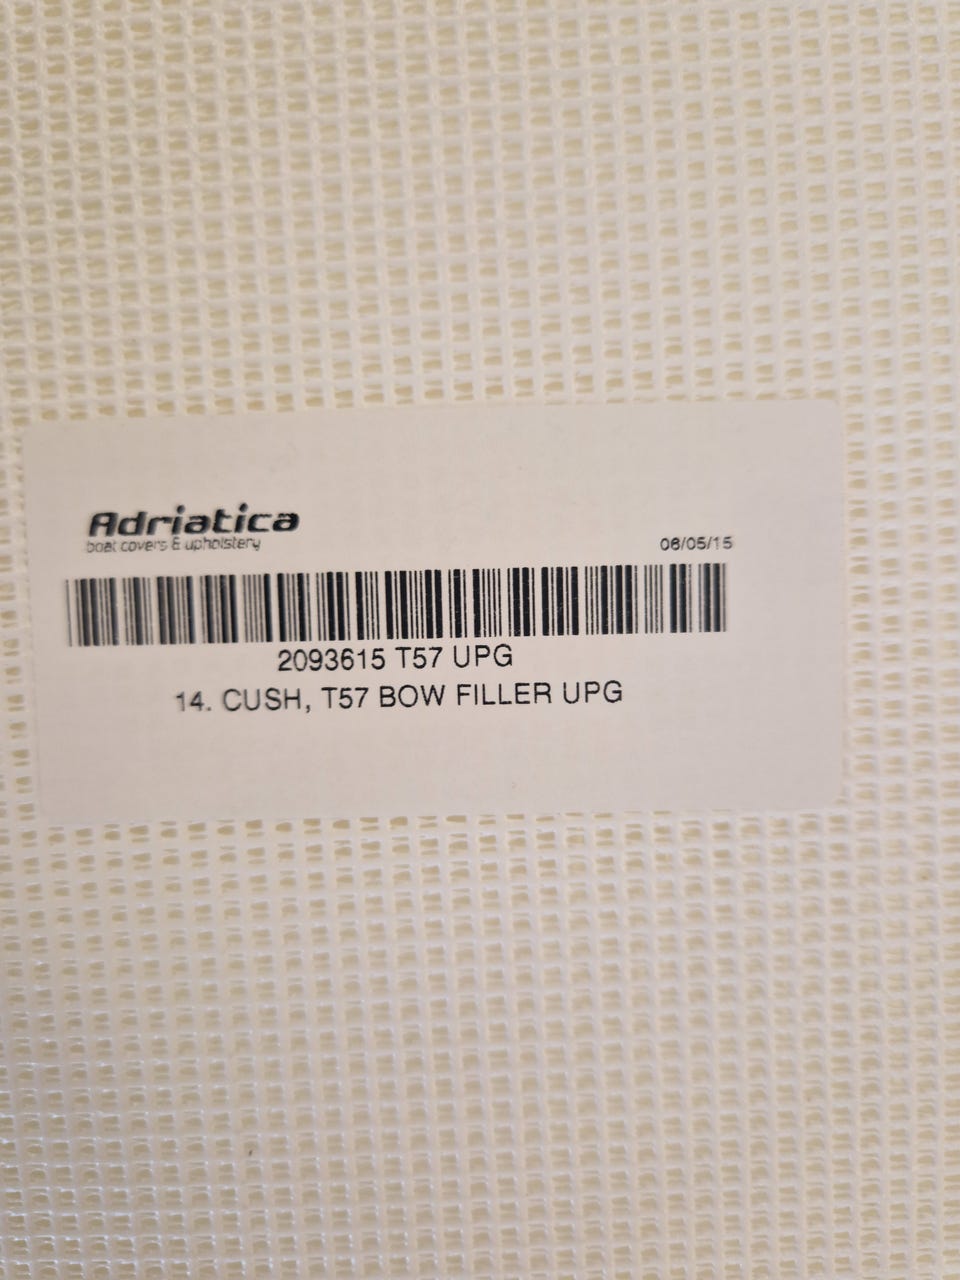 Adriatica
boat covers & upholstery
06/05/15
2093615 T57 UPG
14. CUSH, T57 BOW FILLER UPG